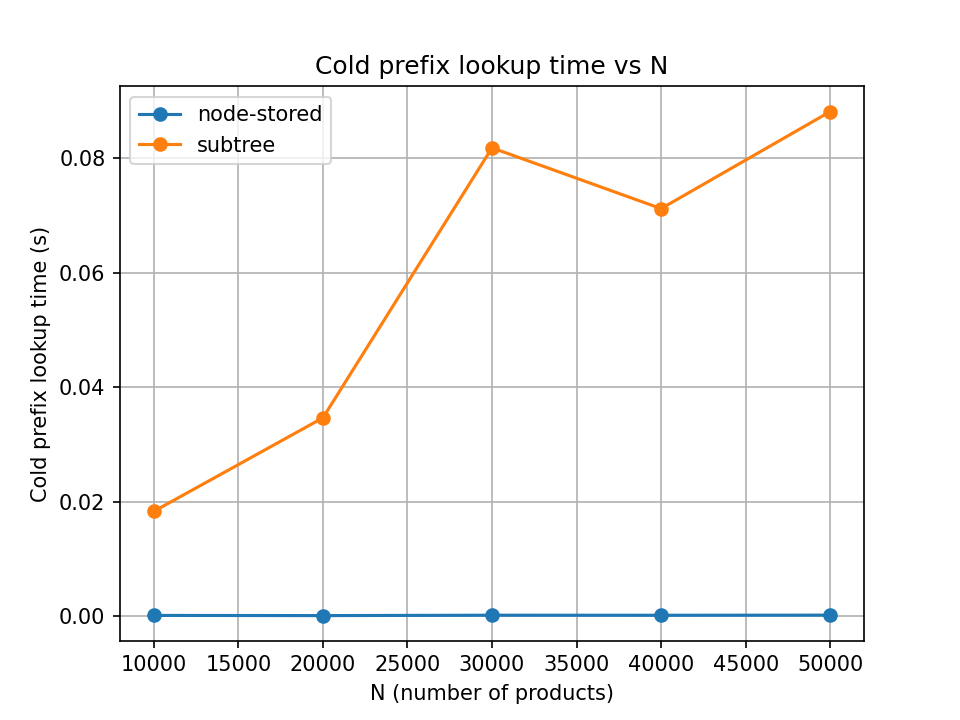 Cold prefix lookup time vs N
node-stored
subtree
Cold prefix lookup time (s)
0.08
0.06
0.04
0.02
0.00
10000 15000 20000 25000 30000 35000 40000 45000 50000
N (number of products)